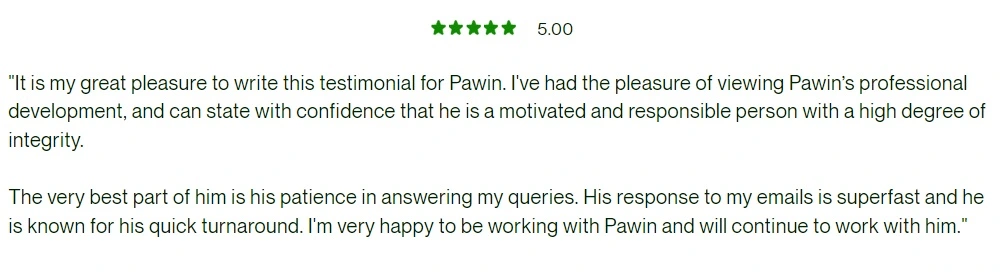 5.00
"It is my great pleasure to write this testimonial for Pawin. I've had the pleasure of viewing Pawin’s professional
development, and can state with confidence that he is a motivated and responsible person with a high degree of
integrity.
The very best part of him is his patience in answering my queries. His response to my emails is superfast and he
is known for his quick turnaround. I'm very happy to be working with Pawin and will continue to work with him."